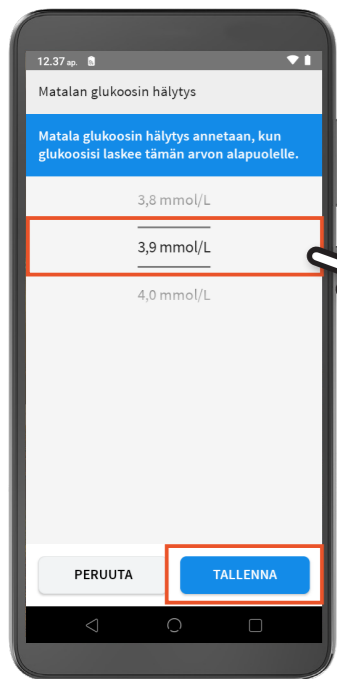 12.37 ap.
Matalan glukoosin hälytys
Matala glukoosin hälytys annetaan, kun
glukoosisi laskee tämän arvon alapuolelle.
3,8 mmol/L
3,9 mmol/L
4,0 mmol/L
PERUUTA
TALLENNA